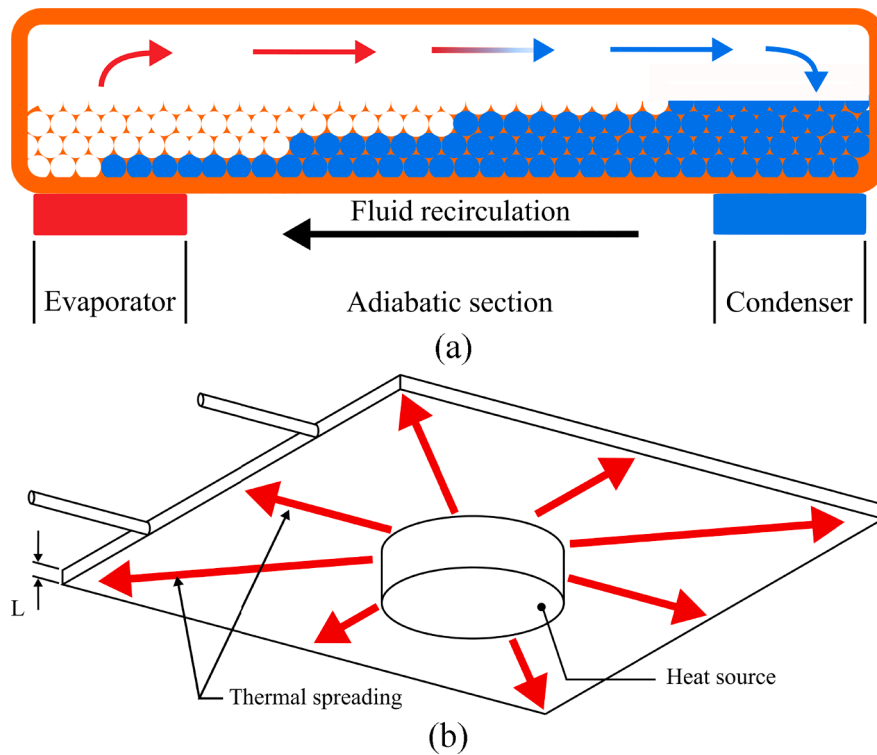 Fluid recirculation
Evaporator
Adiabatic section
Condenser
(a)
L
Thermal spreading
Heat source
(b)